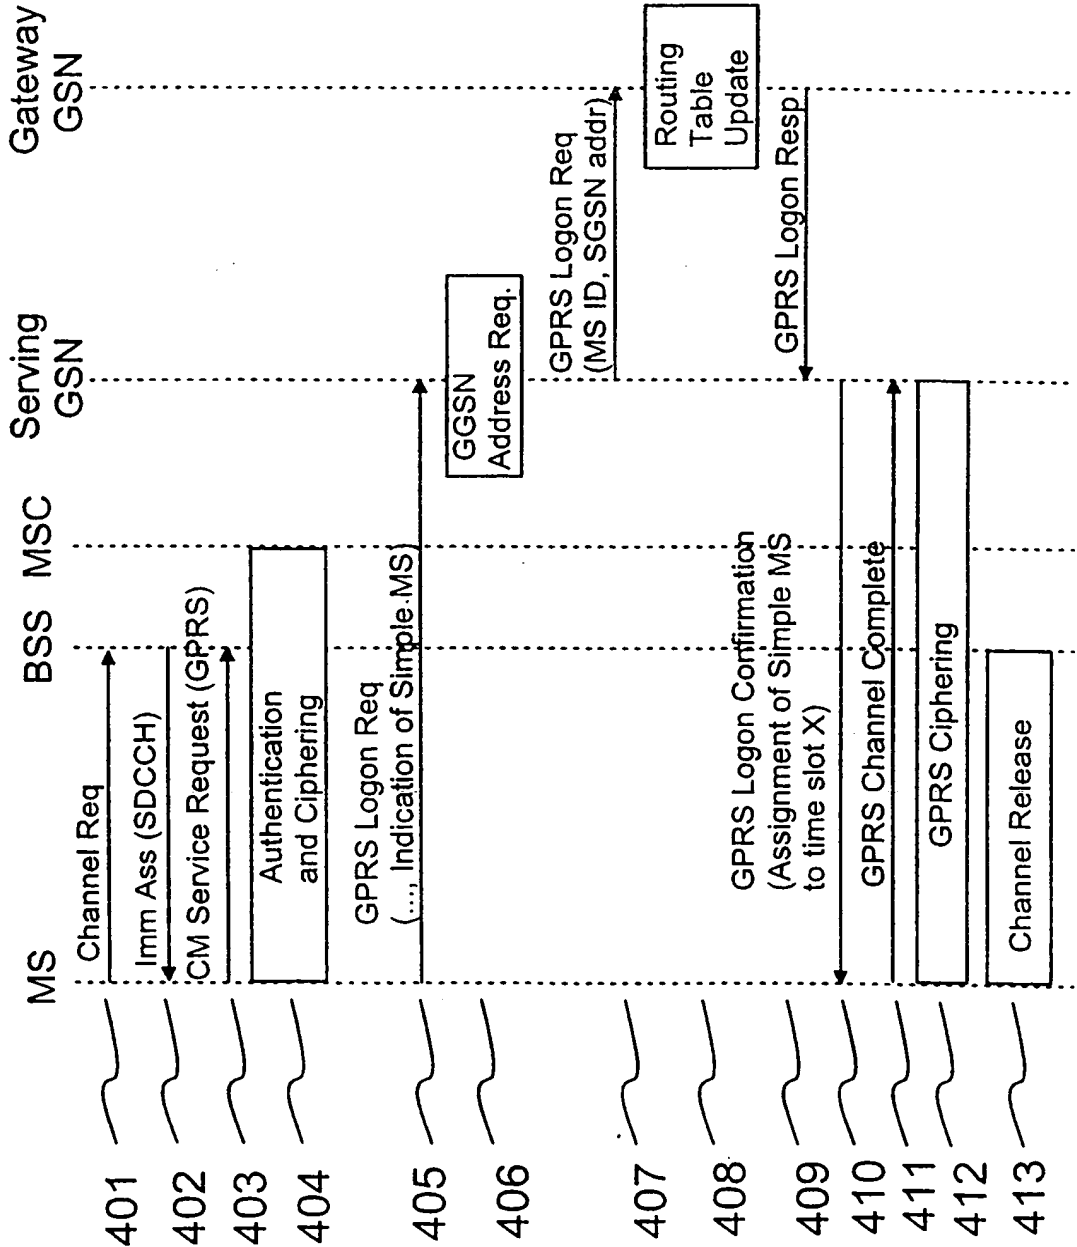 MS
BSS
MSC
Serving
GSN
Gateway
GSN
401
Channel Req
402
Imm Ass (SDCCH)
403
CM Service Request (GPRS)
404
Authentication
and Ciphering
405
GPRS Logon Req
(..., Indication of Simple MS)
406
GGSN
Address Req.
407
GPRS Logon Req
(MS ID, SGSN addr)
408
Routing
Table
Update
409
GPRS Logon Resp
410
GPRS Logon Confirmation
(Assignment of Simple MS
to time slot X)
411
GPRS Channel Complete
412
GPRS Ciphering
413
Channel Release